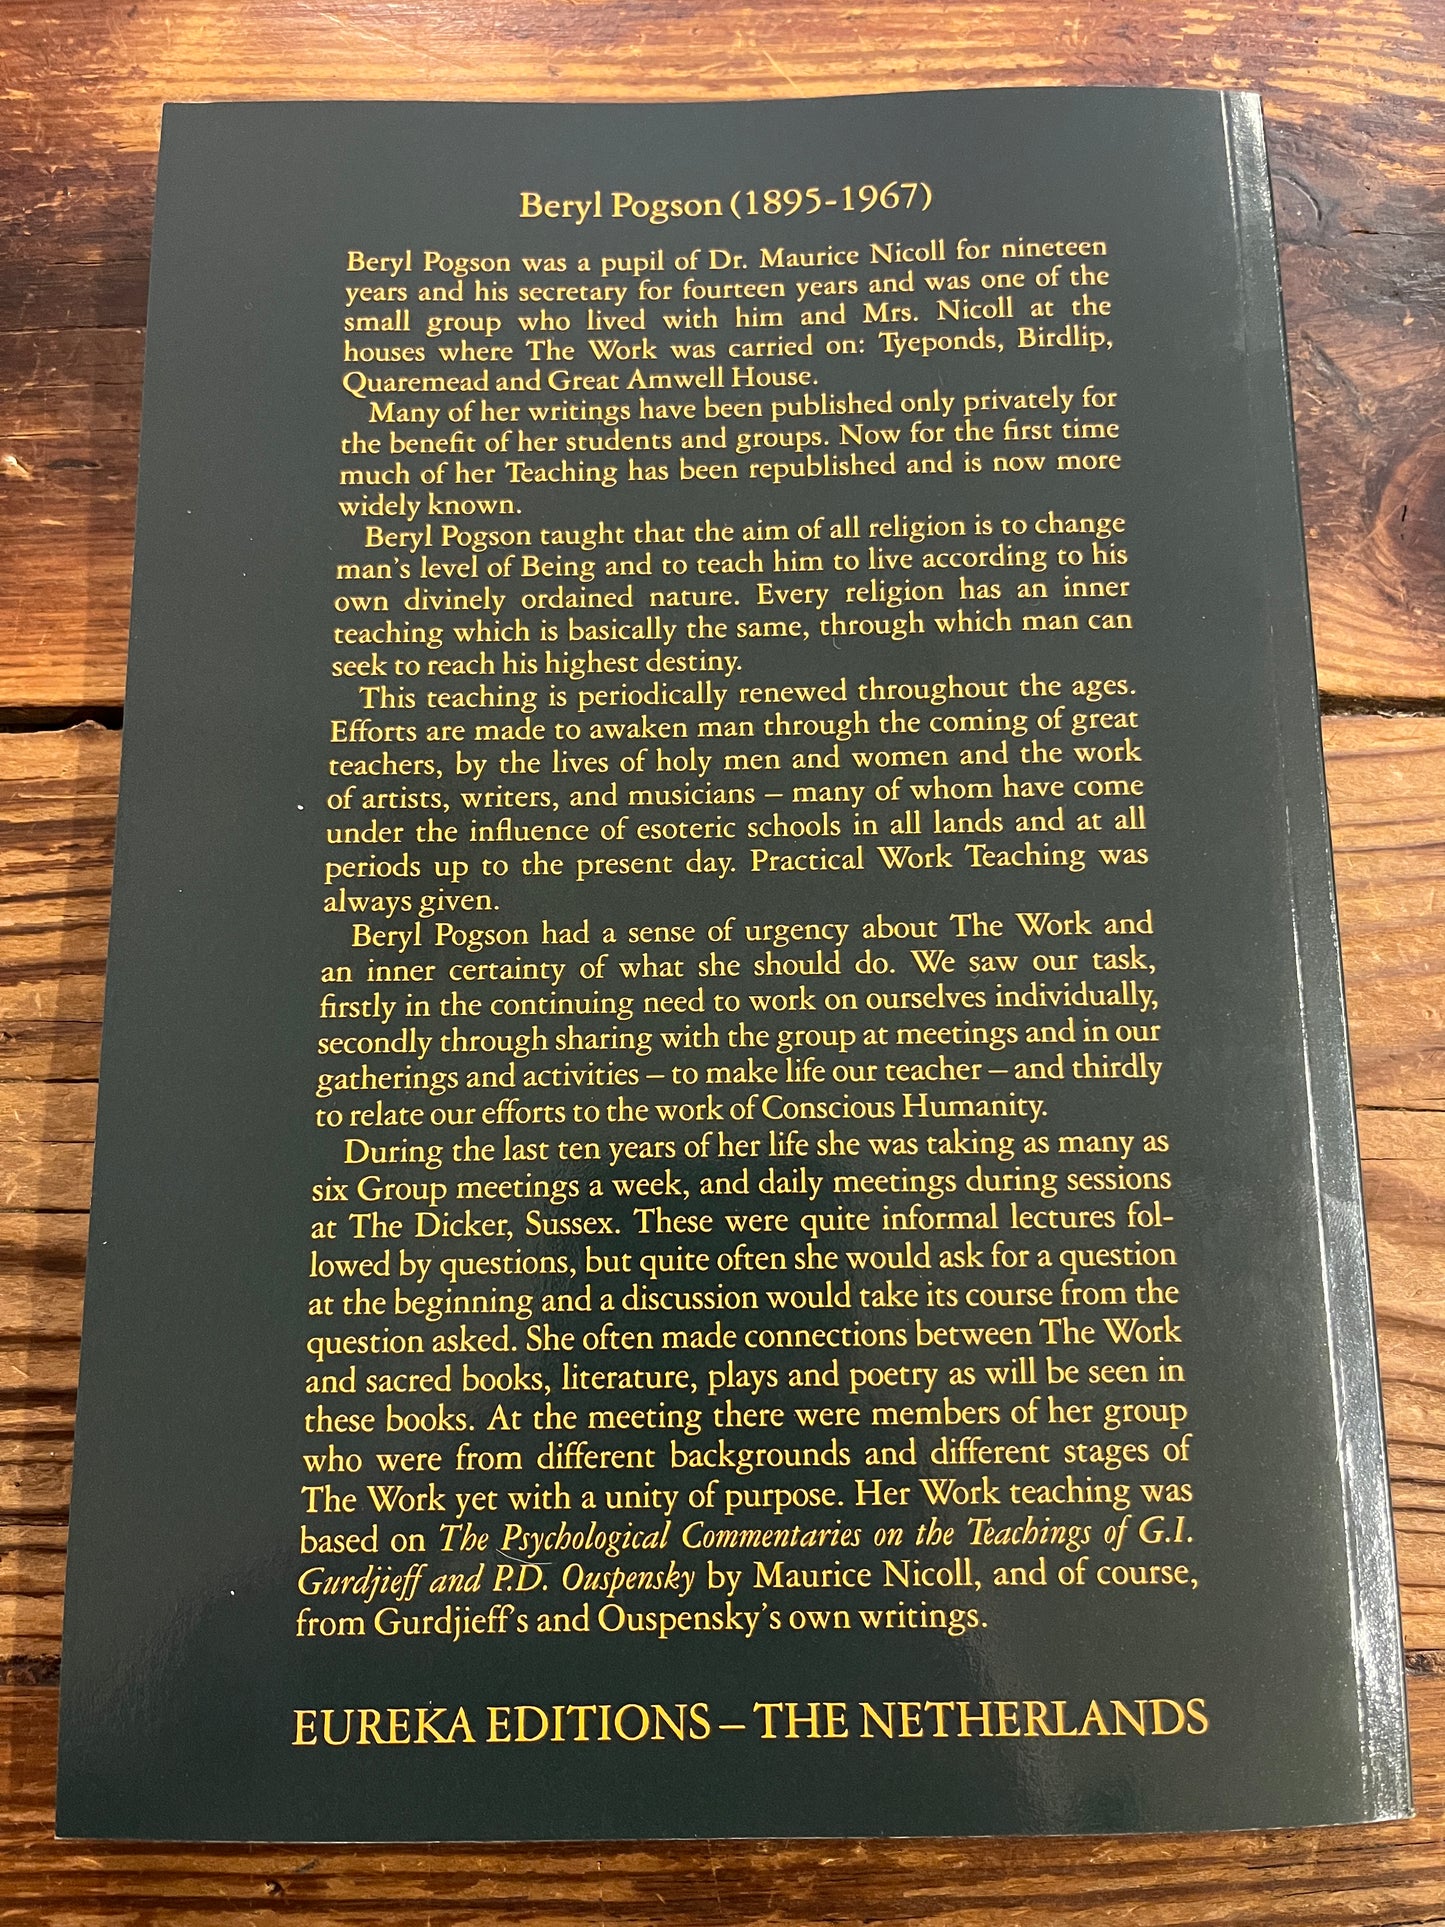 Beryl Pogson (1895-1967)
Beryl Pogson was a pupil of Dr. Maurice Nicoll for nineteen
years and his secretary for fourteen years and was one of the
small group who lived with him and Mrs. Nicoll at the
houses where The Work was carried on: Tyeponds, Birdlip,
Quaremead and Great Amwell House.
Many of her writings have been published only privately for
the benefit of her students and groups. Now for the first time
much of her Teaching has been republished and is now more
widely known.
Beryl Pogson taught that the aim of all religion is to change
man's level of Being and to teach him to live according to his
own divinely ordained nature. Every religion has an inner
teaching which is basically the same, through which man can
seek to reach his highest destiny.
This teaching is periodically renewed throughout the ages.
Efforts are made to awaken man through the coming of great
teachers, by the lives of holy men and women and the work
of artists, writers, and musicians – many of whom have come
under the influence of esoteric schools in all lands and at all
periods up to the present day. Practical Work Teaching was
always given.
Beryl Pogson had a sense of urgency about The Work and
an inner certainty of what she should do. We saw our task,
firstly in the continuing need to work on ourselves individually,
secondly through sharing with the group at meetings and in our
gatherings and activities – to make life our teacher – and thirdly
to relate our efforts to the work of Conscious Humanity.
During the last ten years of her life she was taking as many as
six Group meetings a week, and daily meetings during sessions
at The Dicker, Sussex. These were quite informal lectures fol-
lowed by questions, but quite often she would ask for a question
at the beginning and a discussion would take its course from the
question asked. She often made connections between The Work
and sacred books, literature, plays and poetry as will be seen in
these books. At the meeting there were members of her group
who were from different backgrounds and different stages of
The Work yet with a unity of purpose. Her Work teaching was
based on The Psychological Commentaries on the Teachings of G.I.
Gurdjieff and P.D. Ouspensky by Maurice Nicoll, and of course,
from Gurdjieff's and Ouspensky's own writings.
EUREKA EDITIONS – THE NETHERLANDS